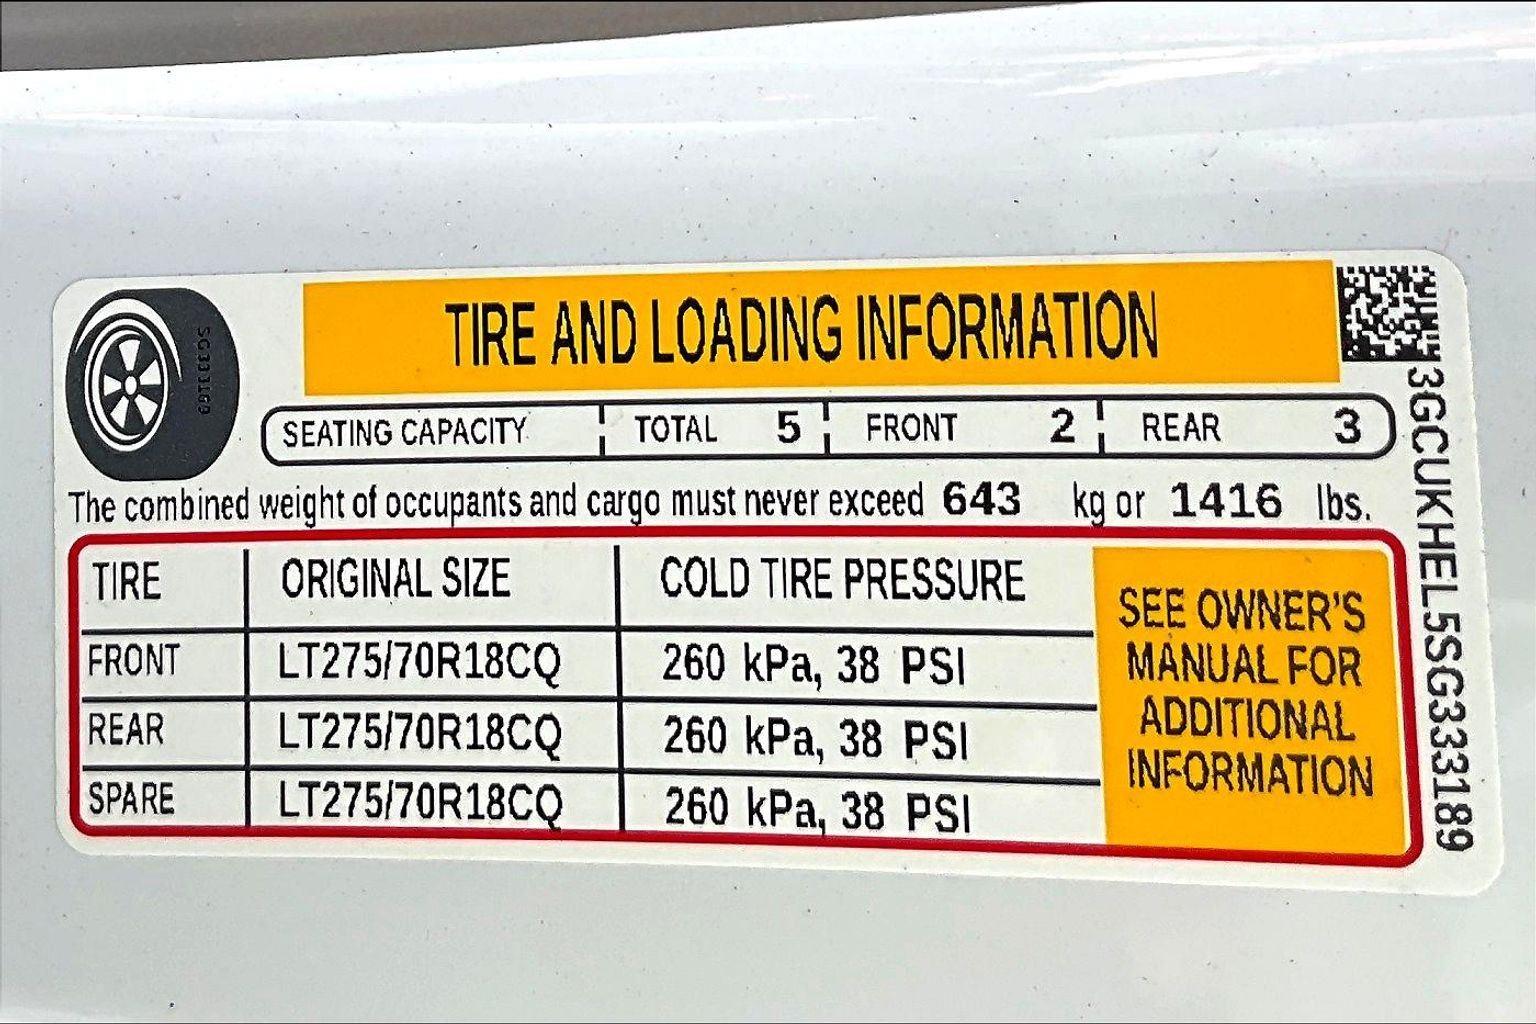 TIRE AND LOADING INFORMATION
SEATING CAPACITY TOTAL 5 FRONT 2 REAR 3
The combined weight of occupants and cargo must never exceed 643 kg or 1416 lbs.
TIRE ORIGINAL SIZE COLD TIRE PRESSURE
FRONT LT275/70R18CQ 260 kPa, 38 PSI
REAR LT275/70R18CQ 260 kPa, 38 PSI
SPARE LT275/70R18CQ 260 kPa, 38 PSI
SEE OWNER'S
MANUAL FOR
ADDITIONAL
INFORMATION
3GCUKHEL5SG333189